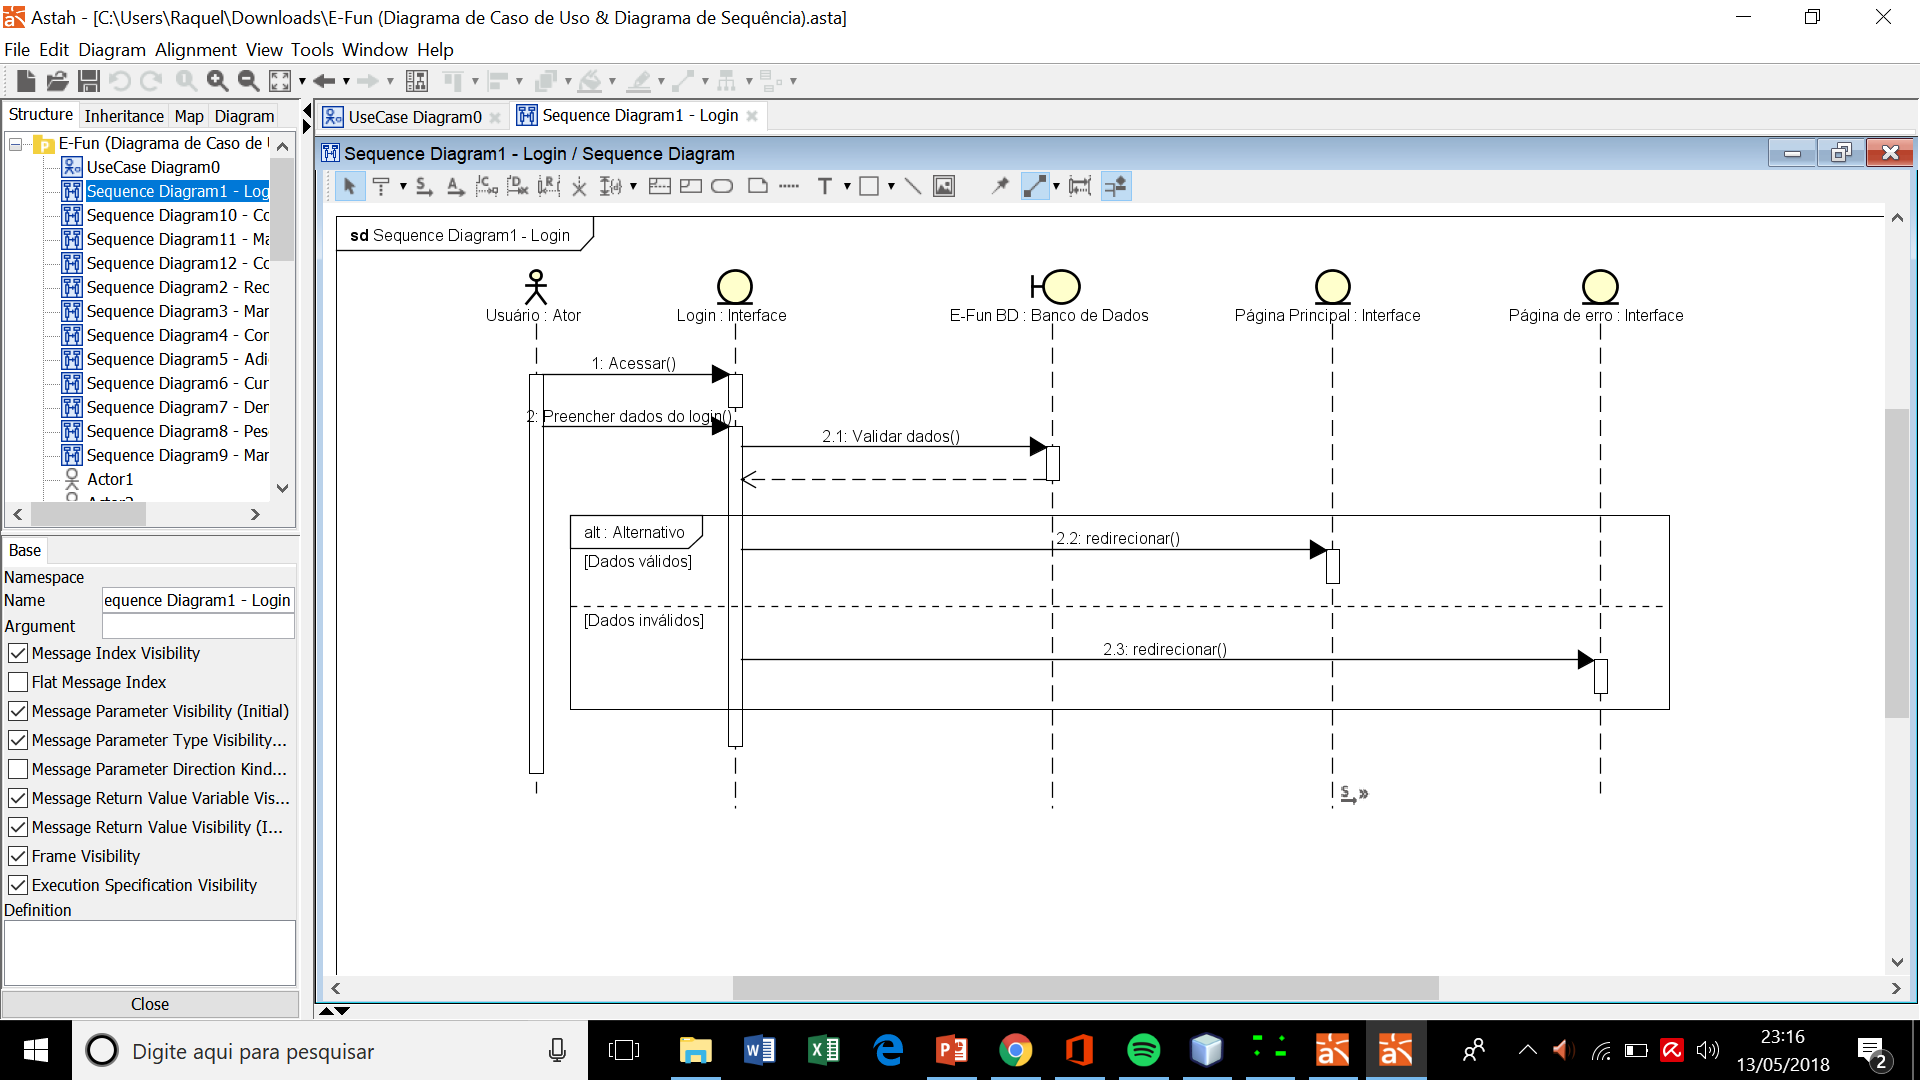 Astah - [C:\Users\Raquel\Downloads\E-Fun (Diagrama de Caso de Uso & Diagrama de Sequência).asta]
File Edit Diagram Alignment View Tools Window Help
Structure Inheritance Map Diagram
E-Fun (Diagrama de Caso de
UseCase Diagram0
Sequence Diagram1 - Log
Sequence Diagram10 - Co
Sequence Diagram11 - Ma
Sequence Diagram12 - Co
Sequence Diagram2 - Rec
Sequence Diagram3 - Mar
Sequence Diagram4 - Cor
Sequence Diagram5 - Adi
Sequence Diagram6 - Cur
Sequence Diagram7 - Der
Sequence Diagram8 - Pes
Sequence Diagram9 - Mar
Actor1
Base
Namespace
Name equence Diagram1 - Login
Argument
Message Index Visibility
Flat Message Index
Message Parameter Visibility (Initial)
Message Parameter Type Visibility...
Message Parameter Direction Kind...
Message Return Value Variable Vis...
Message Return Value Visibility (I...
Frame Visibility
Execution Specification Visibility
Definition
Close
UseCase Diagram0
Sequence Diagram1 - Login
Sequence Diagram1 - Login / Sequence Diagram
sd Sequence Diagram1 - Login
Usuário : Ator
Login : Interface
E-Fun BD : Banco de Dados
Página Principal : Interface
Página de erro : Interface
1: Acessar()
2: Preencher dados do login()
2.1: Validar dados()
alt : Alternativo
2.2: redirecionar()
[Dados válidos]
[Dados inválidos]
2.3: redirecionar()
Digite aqui para pesquisar
23:16
13/05/2018
2